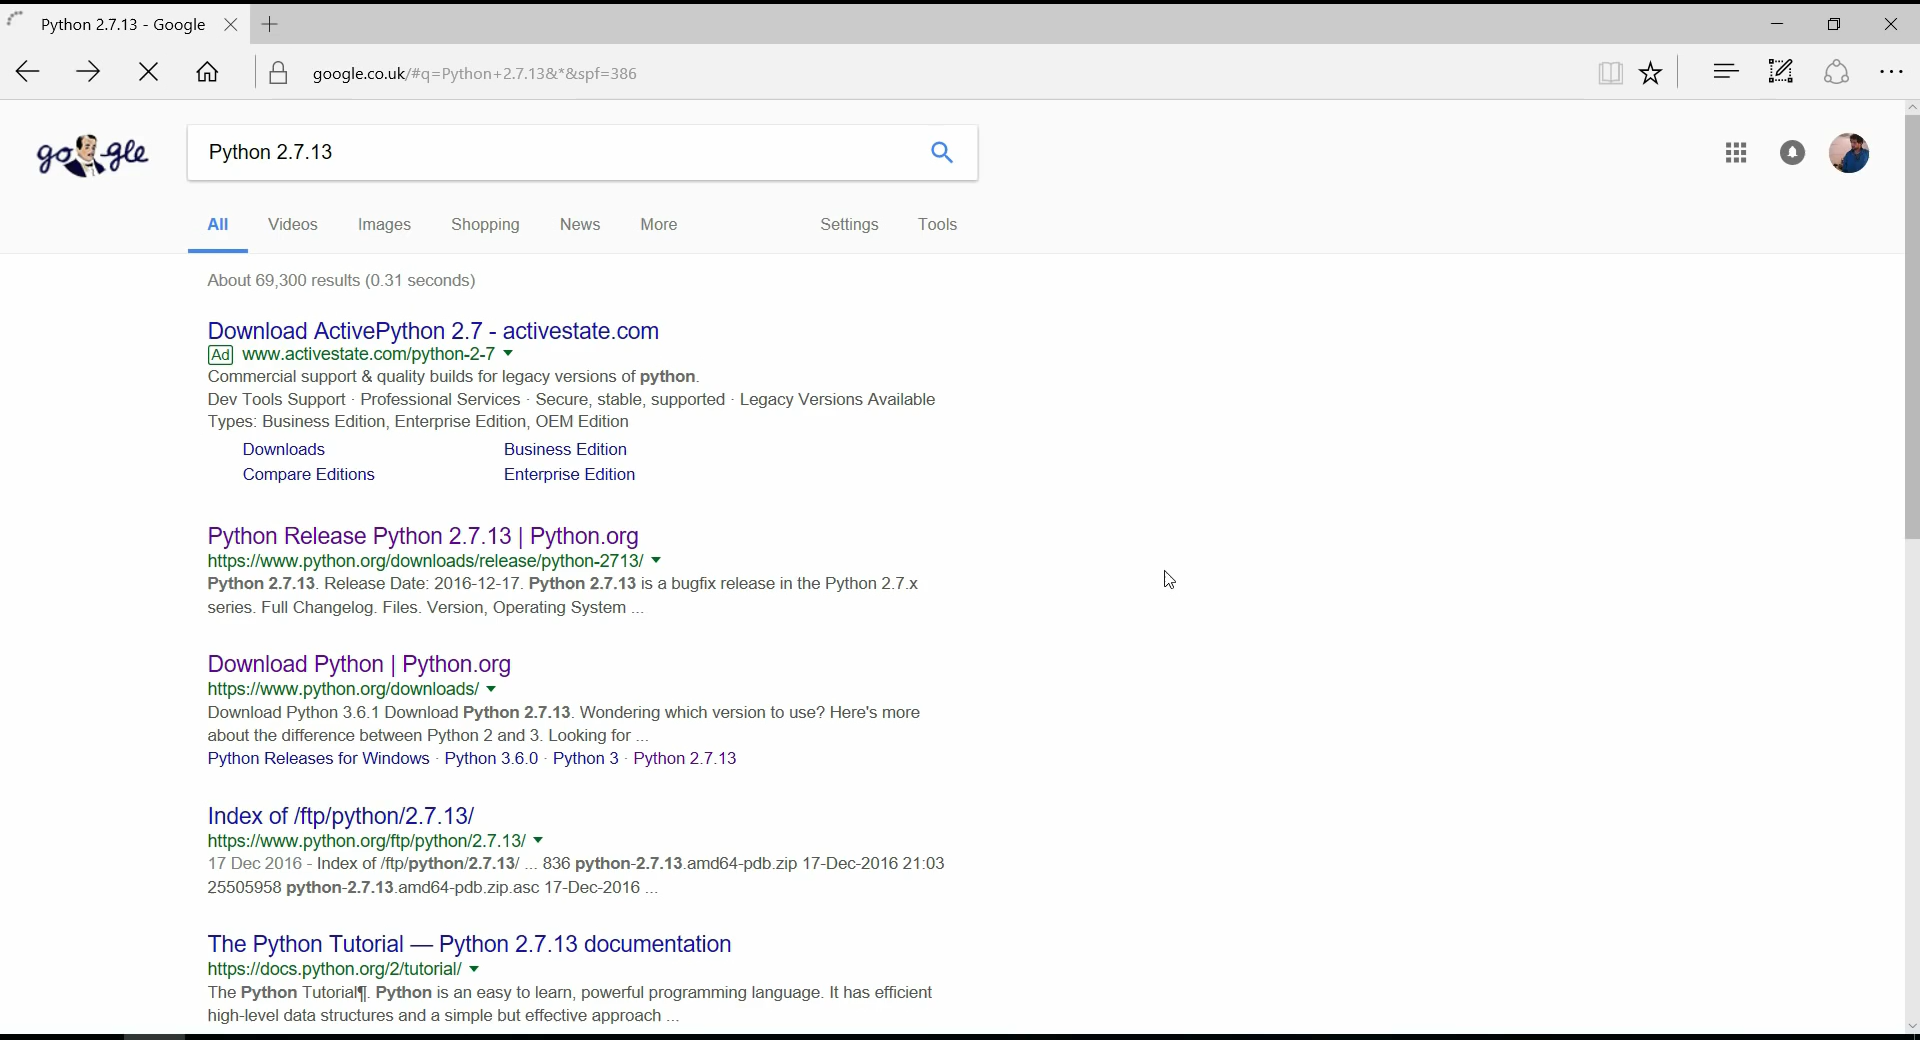 Python 2.7.13 - Google
google.co.uk/#q=Python+2.7.13&*&spf=386
google
Python 2.7.13
All Videos Images Shopping News More Settings Tools
About 69,300 results (0.31 seconds)
Download ActivePython 2.7 - activestate.com
Ad www.activestate.com/python-2-7
Commercial support & quality builds for legacy versions of python.
Dev Tools Support · Professional Services · Secure, stable, supported · Legacy Versions Available
Types: Business Edition, Enterprise Edition, OEM Edition
Downloads Business Edition
Compare Editions Enterprise Edition
Python Release Python 2.7.13 | Python.org
https://www.python.org/downloads/release/python-2713/
Python 2.7.13. Release Date: 2016-12-17. Python 2.7.13 is a bugfix release in the Python 2.7.x
series. Full Changelog. Files. Version, Operating System ...
Download Python | Python.org
https://www.python.org/downloads/
Download Python 3.6.1 Download Python 2.7.13. Wondering which version to use? Here's more
about the difference between Python 2 and 3. Looking for ...
Python Releases for Windows · Python 3.6.0 · Python 3 · Python 2.7.13
Index of /ftp/python/2.7.13/
https://www.python.org/ftp/python/2.7.13/
17 Dec 2016 - Index of /ftp/python/2.7.13/ ... 836 python-2.7.13.amd64-pdb.zip 17-Dec-2016 21:03
25505958 python-2.7.13.amd64-pdb.zip.asc 17-Dec-2016 ...
The Python Tutorial — Python 2.7.13 documentation
https://docs.python.org/2/tutorial/
The Python Tutorial¶. Python is an easy to learn, powerful programming language. It has efficient
high-level data structures and a simple but effective approach ...